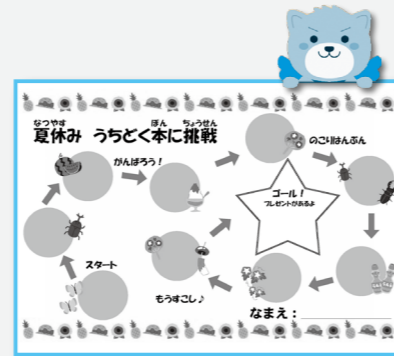 なつやす ぼん ちょうせん
夏休み うちどく本に挑戦
がんばろう！
のこりはんぶん
ゴール！
プレゼントがあるよ
スタート
もうすこし♪
なまえ：